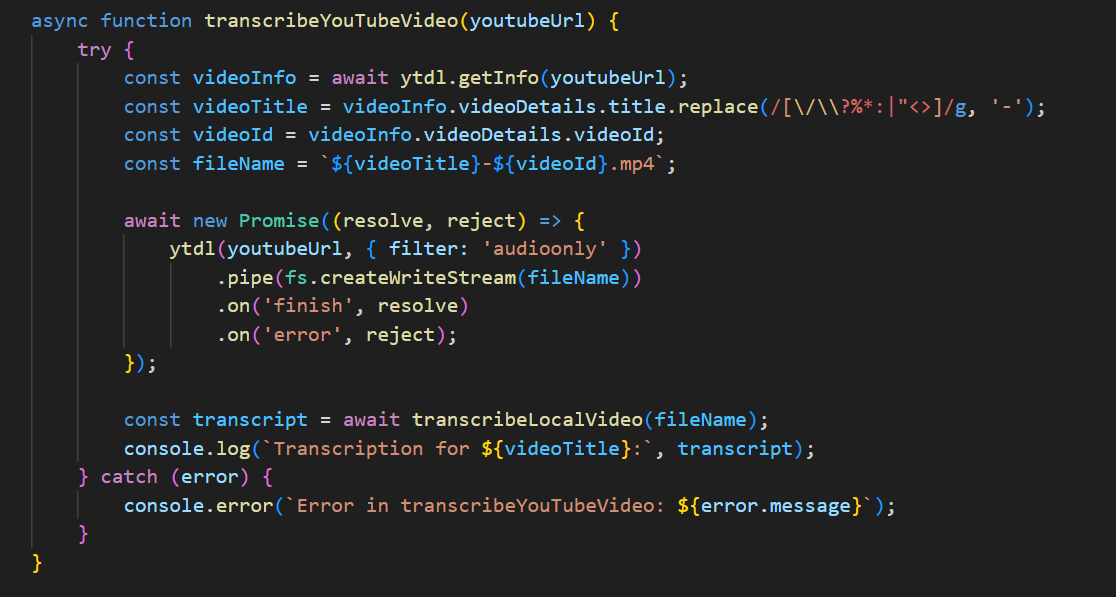 async function transcribeYouTubeVideo(youtubeUrl) {
    try {
        const videoInfo = await ytdl.getInfo(youtubeUrl);
        const videoTitle = videoInfo.videoDetails.title.replace(/[\/\\?%*:|"<>]/g, '-');
        const videoId = videoInfo.videoDetails.videoId;
        const fileName = `${videoTitle}-${videoId}.mp4`;

        await new Promise((resolve, reject) => {
            ytdl(youtubeUrl, { filter: 'audioonly' })
                .pipe(fs.createWriteStream(fileName))
                .on('finish', resolve)
                .on('error', reject);
        });

        const transcript = await transcribeLocalVideo(fileName);
        console.log(`Transcription for ${videoTitle}:`, transcript);
    } catch (error) {
        console.error(`Error in transcribeYouTubeVideo: ${error.message}`);
    }
}